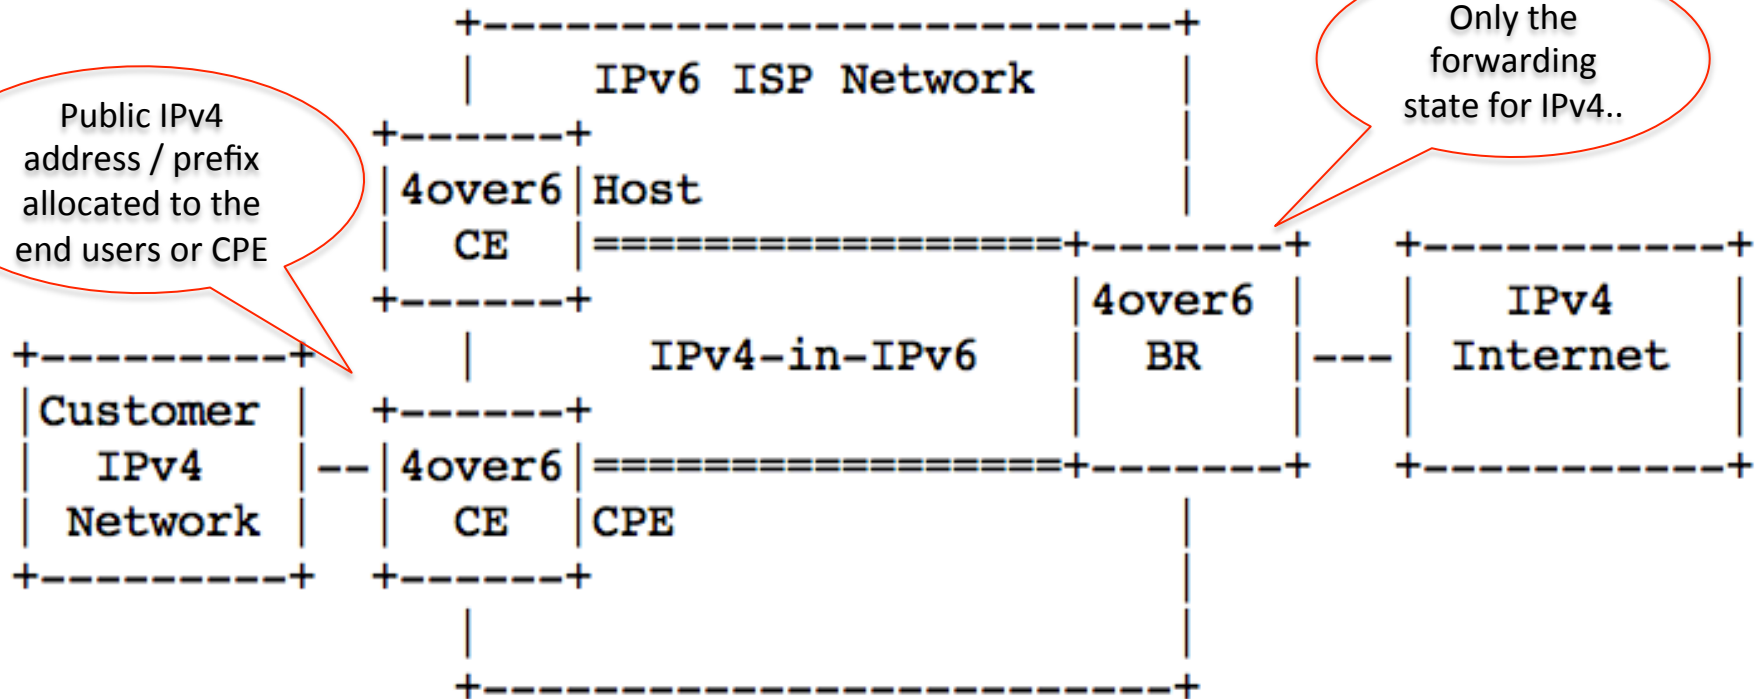 Only the
forwarding
state for IPv4..
Public IPv4
address / prefix
allocated to the
end users or CPE
+-------------------------+
| IPv6 ISP Network |
+------+ |
|4over6|Host |
| CE |=================+-------+ +-----------+
+------+ |4over6 | | IPv4 |
+---------+ | IPv4-in-IPv6 | BR |---| Internet |
|Customer | +------+ | | | |
| IPv4 |--|4over6|=================+-------+ +-----------+
| Network | | CE |CPE |
+---------+ +------+ |
| |
+-------------------------+